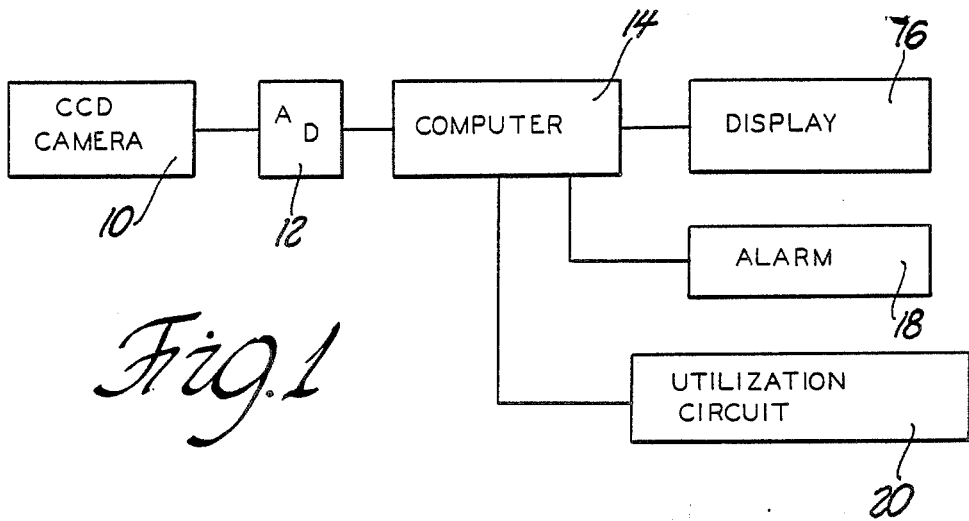 14
76
CCD
CAMERA
A
D
COMPUTER
DISPLAY
10
12
ALARM
18
Fig. 1
UTILIZATION
CIRCUIT
20